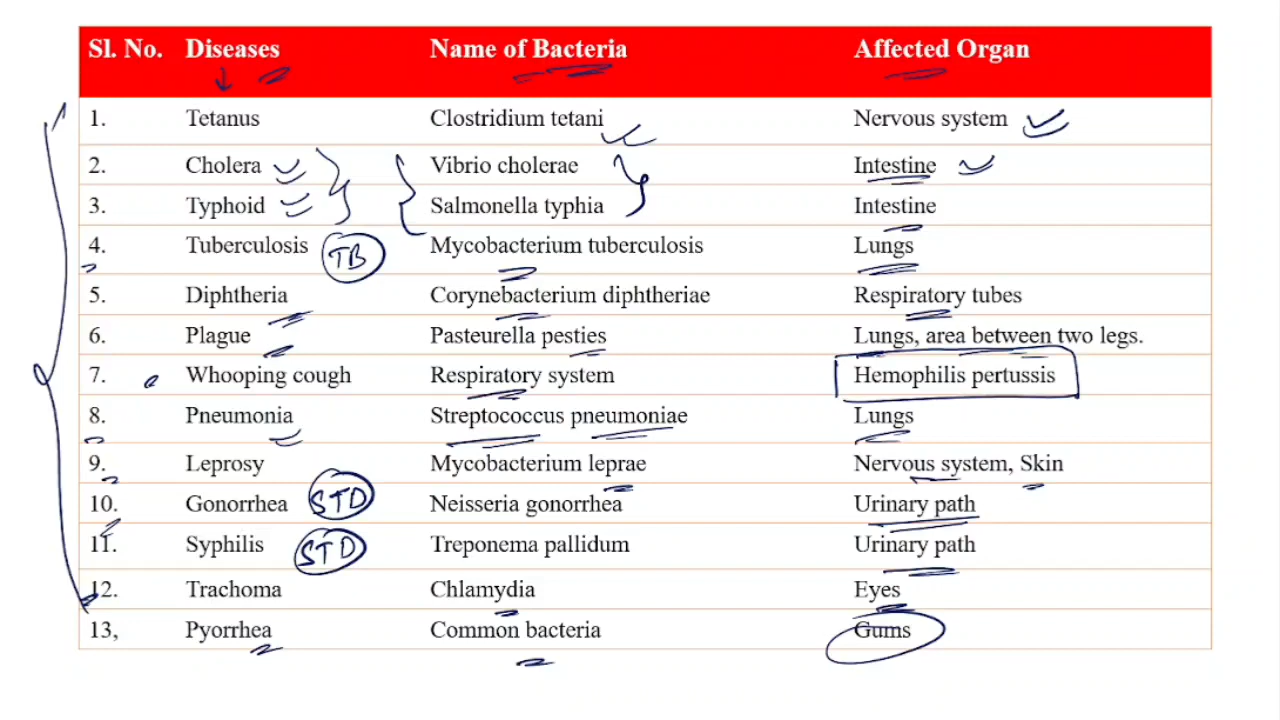 Sl. No. Diseases Name of Bacteria Affected Organ
1. Tetanus Clostridium tetani Nervous system
2. Cholera Vibrio cholerae Intestine
3. Typhoid Salmonella typhia Intestine
4. Tuberculosis TB Mycobacterium tuberculosis Lungs
5. Diphtheria Corynebacterium diphtheriae Respiratory tubes
6. Plague Pasteurella pesties Lungs, area between two legs.
7. Whooping cough Respiratory system Hemophilis pertussis
8. Pneumonia Streptococcus pneumoniae Lungs
9. Leprosy Mycobacterium leprae Nervous system, Skin
10. Gonorrhea STD Neisseria gonorrhea Urinary path
11. Syphilis STD Treponema pallidum Urinary path
12. Trachoma Chlamydia Eyes
13, Pyorrhea Common bacteria Gums